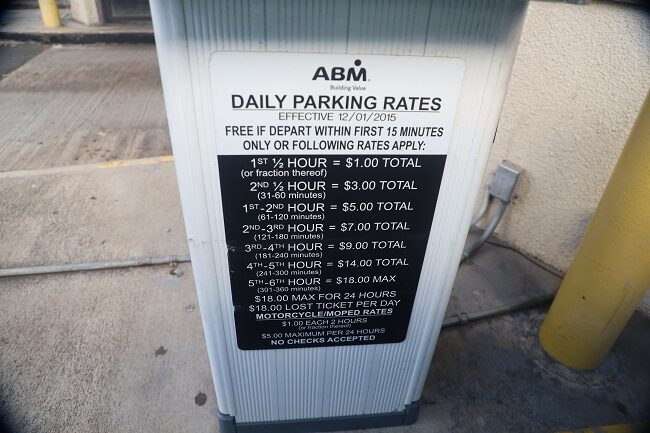 ABM
Building Value
DAILY PARKING RATES
EFFECTIVE 12/01/2015
FREE IF DEPART WITHIN FIRST 15 MINUTES
ONLY OR FOLLOWING RATES APPLY:
1ST ½ HOUR = $1.00 TOTAL
(or fraction thereof)
2ND ½ HOUR = $3.00 TOTAL
(31-60 minutes)
1ST-2ND HOUR = $5.00 TOTAL
(61-120 minutes)
2ND-3RD HOUR = $7.00 TOTAL
(121-180 minutes)
3RD-4TH HOUR = $9.00 TOTAL
(181-240 minutes)
4TH-5TH HOUR = $14.00 TOTAL
(241-300 minutes)
5TH-6TH HOUR = $18.00 MAX
(301-360 minutes)
$18.00 MAX FOR 24 HOURS
$18.00 LOST TICKET PER DAY
MOTORCYCLE/MOPED RATES
$1.00 EACH 2 HOURS
(or fraction thereof)
$5.00 MAXIMUM PER 24 HOURS
NO CHECKS ACCEPTED